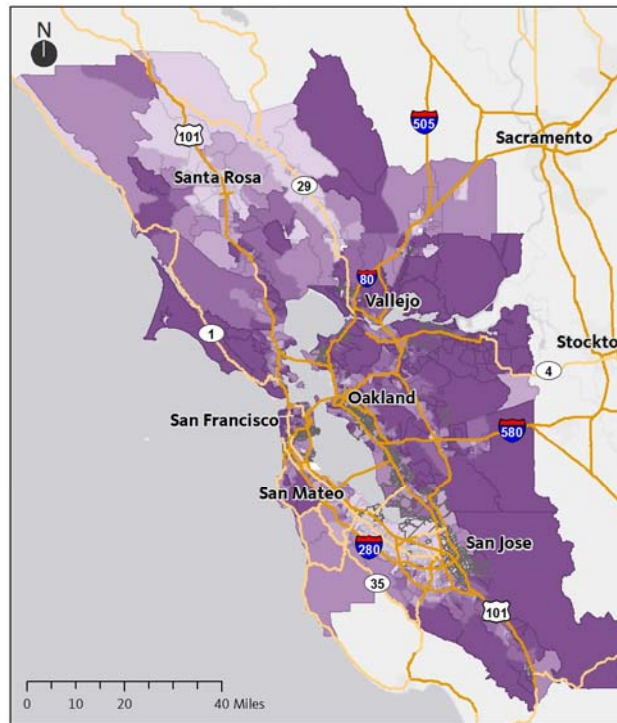 N
505
Sacramento
101
Santa Rosa
29
80
Vallejo
1
Stockto
4
Oakland
San Francisco
580
San Mateo
San Jose
280
35
101
0 10 20 40 Miles